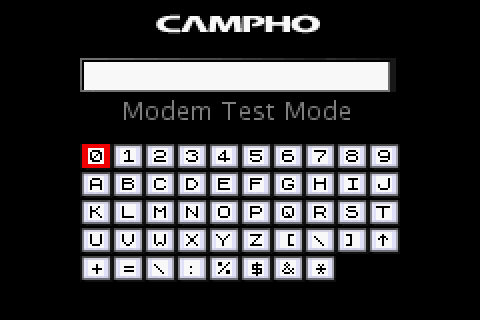 CAMPHO
Modem Test Mode
0 1 2 3 4 5 6 7 8 9
A B C D E F G H I J
K L M N O P Q R S T
U V W X Y Z [ \ ] ↑
+ = \ : % $ & *